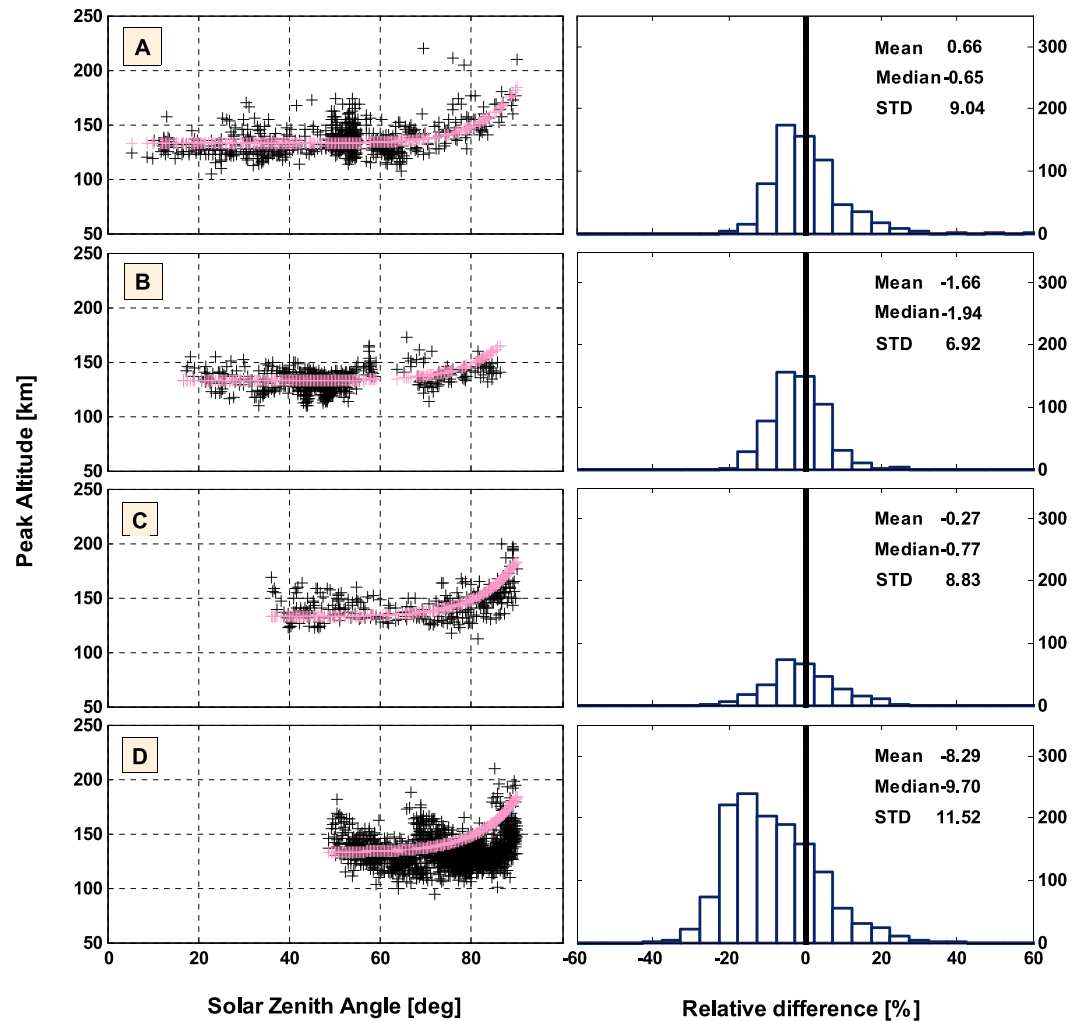 Peak Altitude [km]
A
250
200
150
100
50
Mean 0.66
Median -0.65
STD 9.04
300
200
100
0
B
250
200
150
100
50
Mean -1.66
Median -1.94
STD 6.92
300
200
100
0
C
250
200
150
100
50
Mean -0.27
Median -0.77
STD 8.83
300
200
100
0
D
250
200
150
100
50
Mean -8.29
Median -9.70
STD 11.52
300
200
100
0
0 20 40 60 80
-60 -40 -20 0 20 40 60
Solar Zenith Angle [deg]
Relative difference [%]